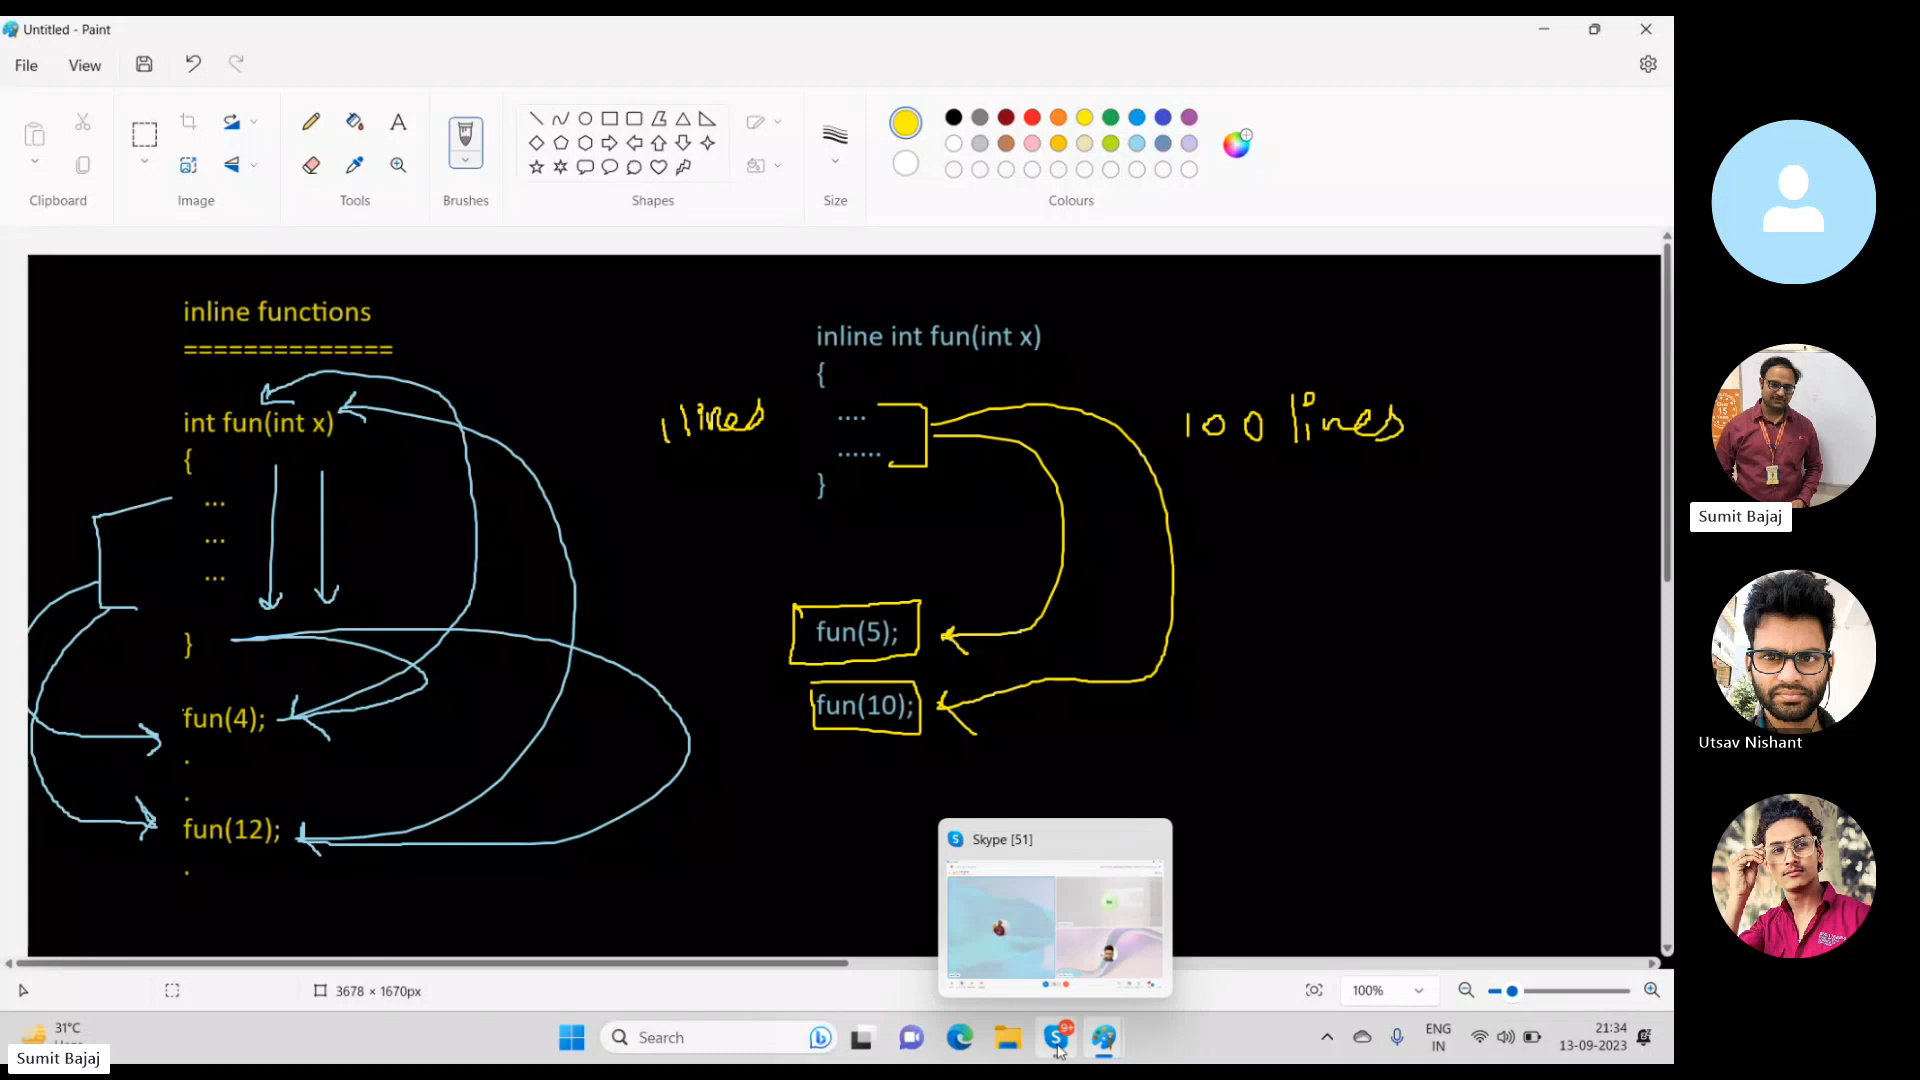 Untitled - Paint
File
View
Clipboard
Image
Tools
Brushes
Shapes
Size
Colours
inline functions
==============
int fun(int x)
{
...
...
...
}
fun(4);
.
.
fun(12);
.
1 lines
inline int fun(int x)
{
....
......
}
fun(5);
fun(10);
100 lines
Skype [51]
3678 × 1670px
100%
31°C
Search
9+
ENG
IN
21:34
13-09-2023
Sumit Bajaj
Sumit Bajaj
Utsav Nishant